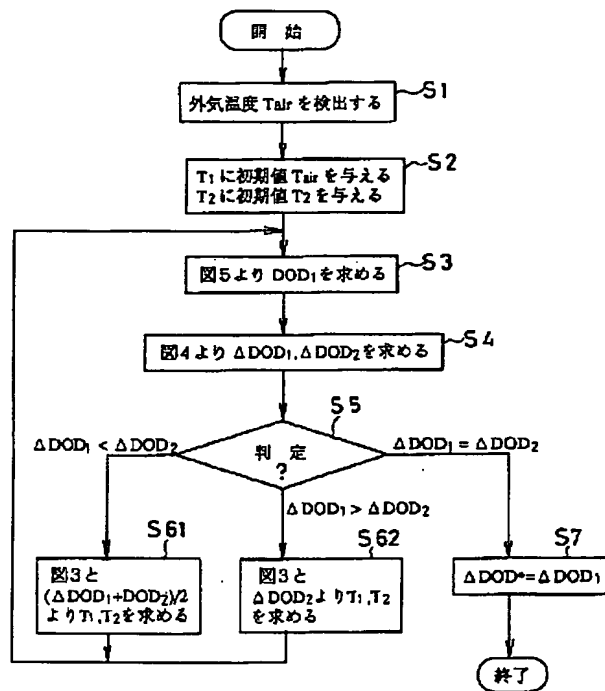 開始
外気温度 Tairを検出する
S1
T₁に初期値 Tairを与える
T₂に初期値 T₂を与える
S2
図5より DOD₁を求める
S3
図4より ΔDOD₁,ΔDOD₂を求める
S4
S5
ΔDOD₁<ΔDOD₂
判定
?
ΔDOD₁=ΔDOD₂
ΔDOD₁>ΔDOD₂
S61
図3と
(ΔDOD₁+DOD₂)/2
よりT₁,T₂を求める
S62
図3と
ΔDOD₂よりT₁,T₂
を求める
S7
ΔDOD*=ΔDOD₁
終了